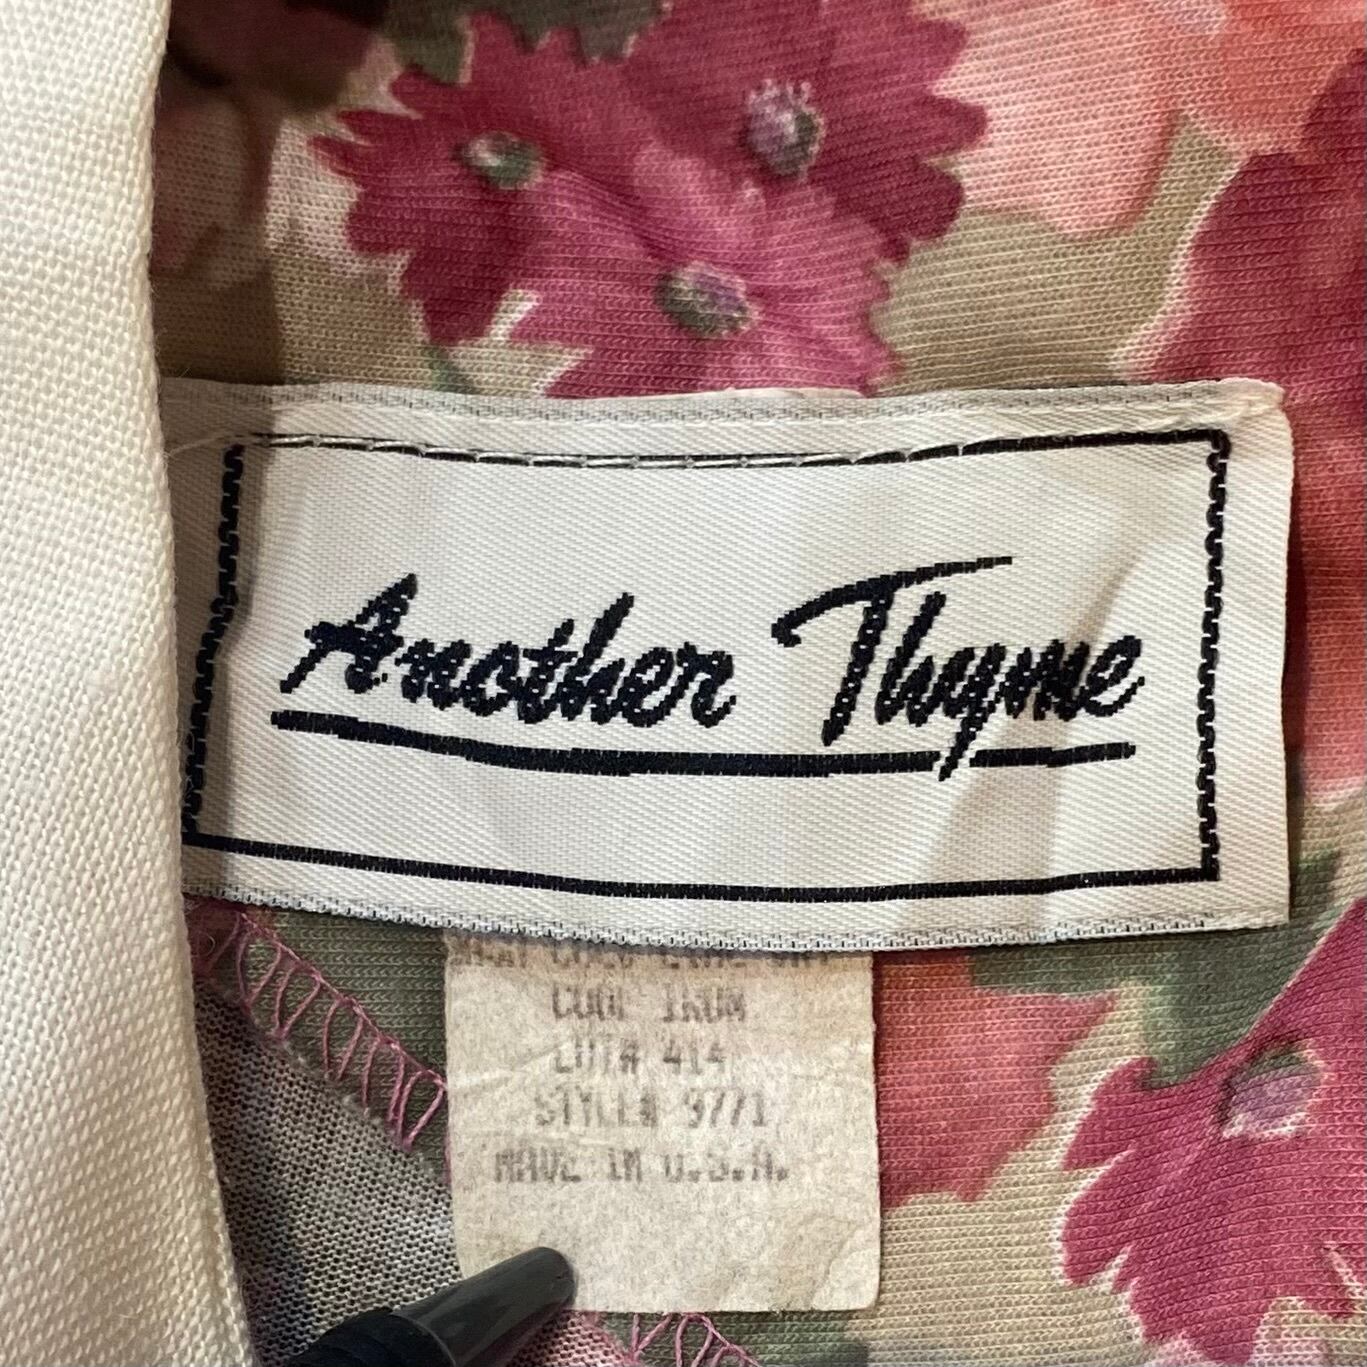 Another Thyme
COOL IRON
LOT# 414
STYLE# 9771
MADE IN U.S.A.